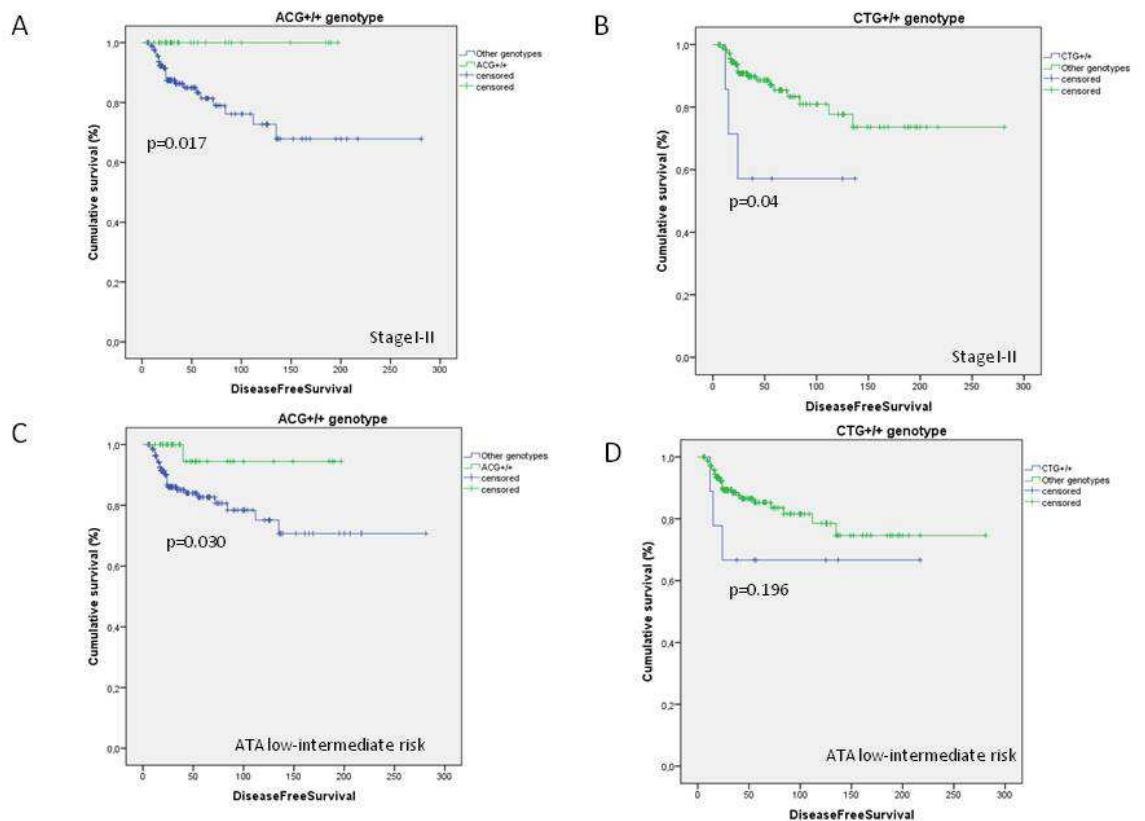 A
ACG+/+ genotype
Cumulative survival (%)
1,0
0,8
0,6
0,4
0,2
0,0
p=0.017
Stage I-II
0 50 100 150 200 250 300
DiseaseFreeSurvival
Other genotypes
ACG+/+
censored
censored
B
CTG+/+ genotype
Cumulative survival (%)
1,0
0,8
0,6
0,4
0,2
0,0
p=0.04
Stage I-II
0 50 100 150 200 250 300
DiseaseFreeSurvival
CTG+/+
Other genotypes
censored
censored
C
ACG+/+ genotype
Cumulative survival (%)
1,0
0,8
0,6
0,4
0,2
0,0
p=0.030
ATA low-intermediate risk
0 50 100 150 200 250 300
DiseaseFreeSurvival
Other genotypes
ACG+/+
censored
censored
D
CTG+/+ genotype
Cumulative survival (%)
1,0
0,8
0,6
0,4
0,2
0,0
p=0.196
ATA low-intermediate risk
0 50 100 150 200 250 300
DiseaseFreeSurvival
CTG+/+
Other genotypes
censored
censored